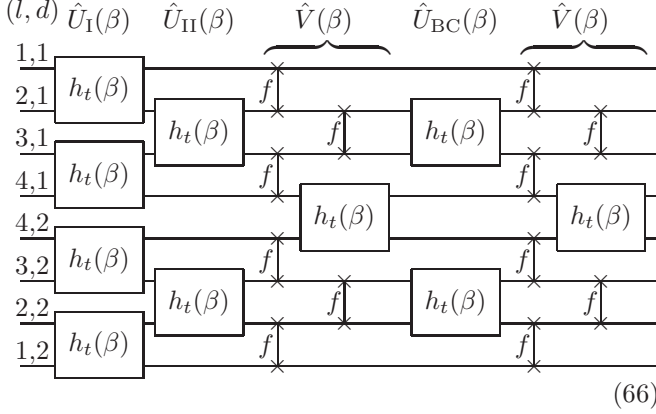 (l, d) Û_I(β) Û_II(β) V̂(β) Û_BC(β) V̂(β)
1,1
h_t(β) f f
2,1
h_t(β) f h_t(β) f
3,1
h_t(β) f f
4,1
h_t(β) h_t(β)
4,2
h_t(β) f f
3,2
h_t(β) f h_t(β) f
2,2
h_t(β) f f
1,2
(66)